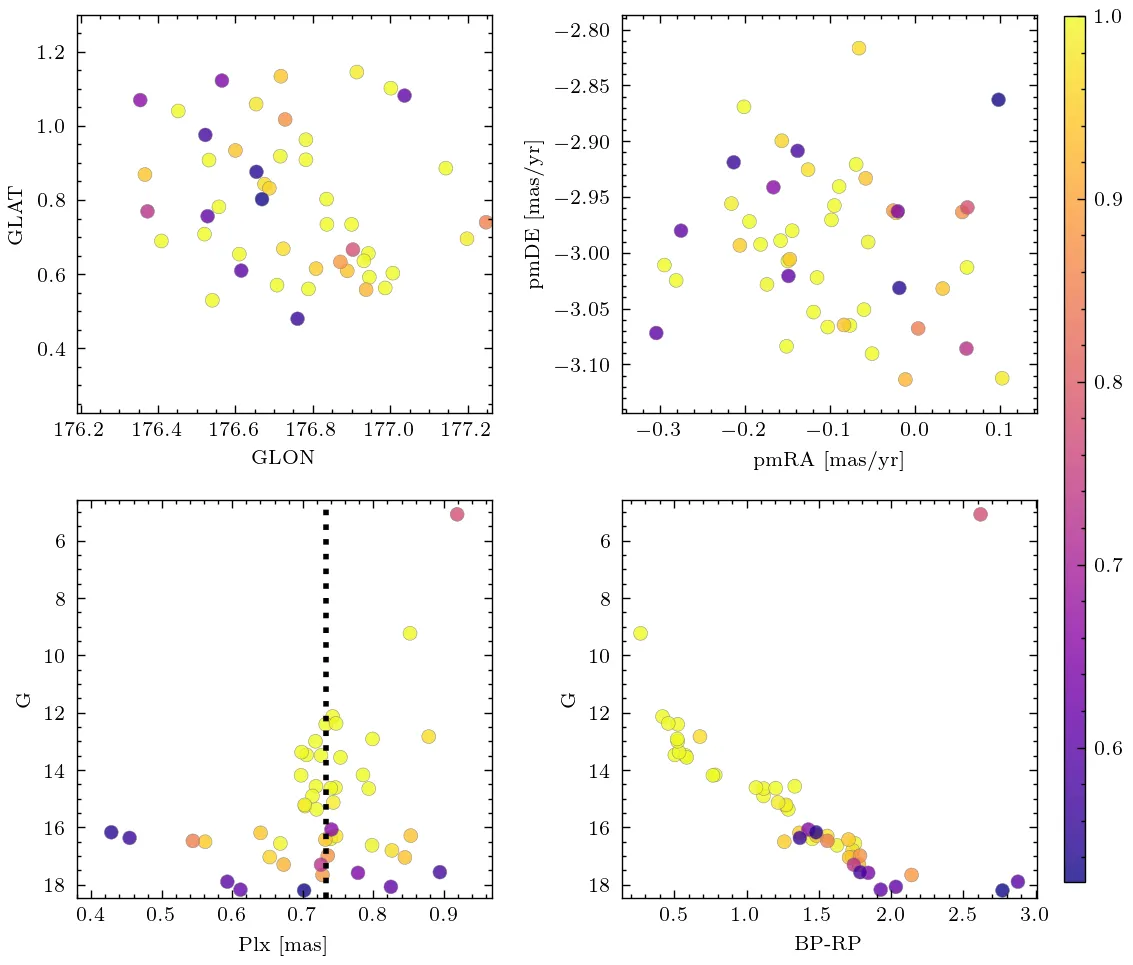 1.2
1.0
0.8
0.6
0.4
GLAT
176.2 176.4 176.6 176.8 177.0 177.2
GLON
−2.80
−2.85
−2.90
−2.95
−3.00
−3.05
−3.10
pmDE [mas/yr]
−0.3 −0.2 −0.1 0.0 0.1
pmRA [mas/yr]
6
8
10
12
14
16
18
G
0.4 0.5 0.6 0.7 0.8 0.9
Plx [mas]
6
8
10
12
14
16
18
G
0.5 1.0 1.5 2.0 2.5 3.0
BP-RP
1.0
0.9
0.8
0.7
0.6